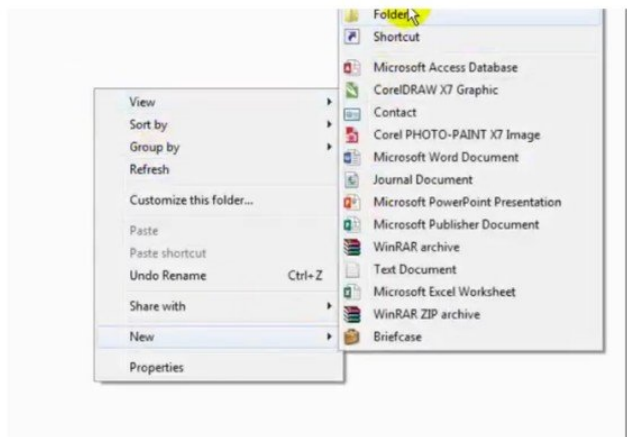 View
Sort by
Group by
Refresh
Customize this folder...
Paste
Paste shortcut
Undo Rename Ctrl+Z
Share with
New
Properties
Folder
Shortcut
Microsoft Access Database
CorelDRAW X7 Graphic
Contact
Corel PHOTO-PAINT X7 Image
Microsoft Word Document
Journal Document
Microsoft PowerPoint Presentation
Microsoft Publisher Document
WinRAR archive
Text Document
Microsoft Excel Worksheet
WinRAR ZIP archive
Briefcase